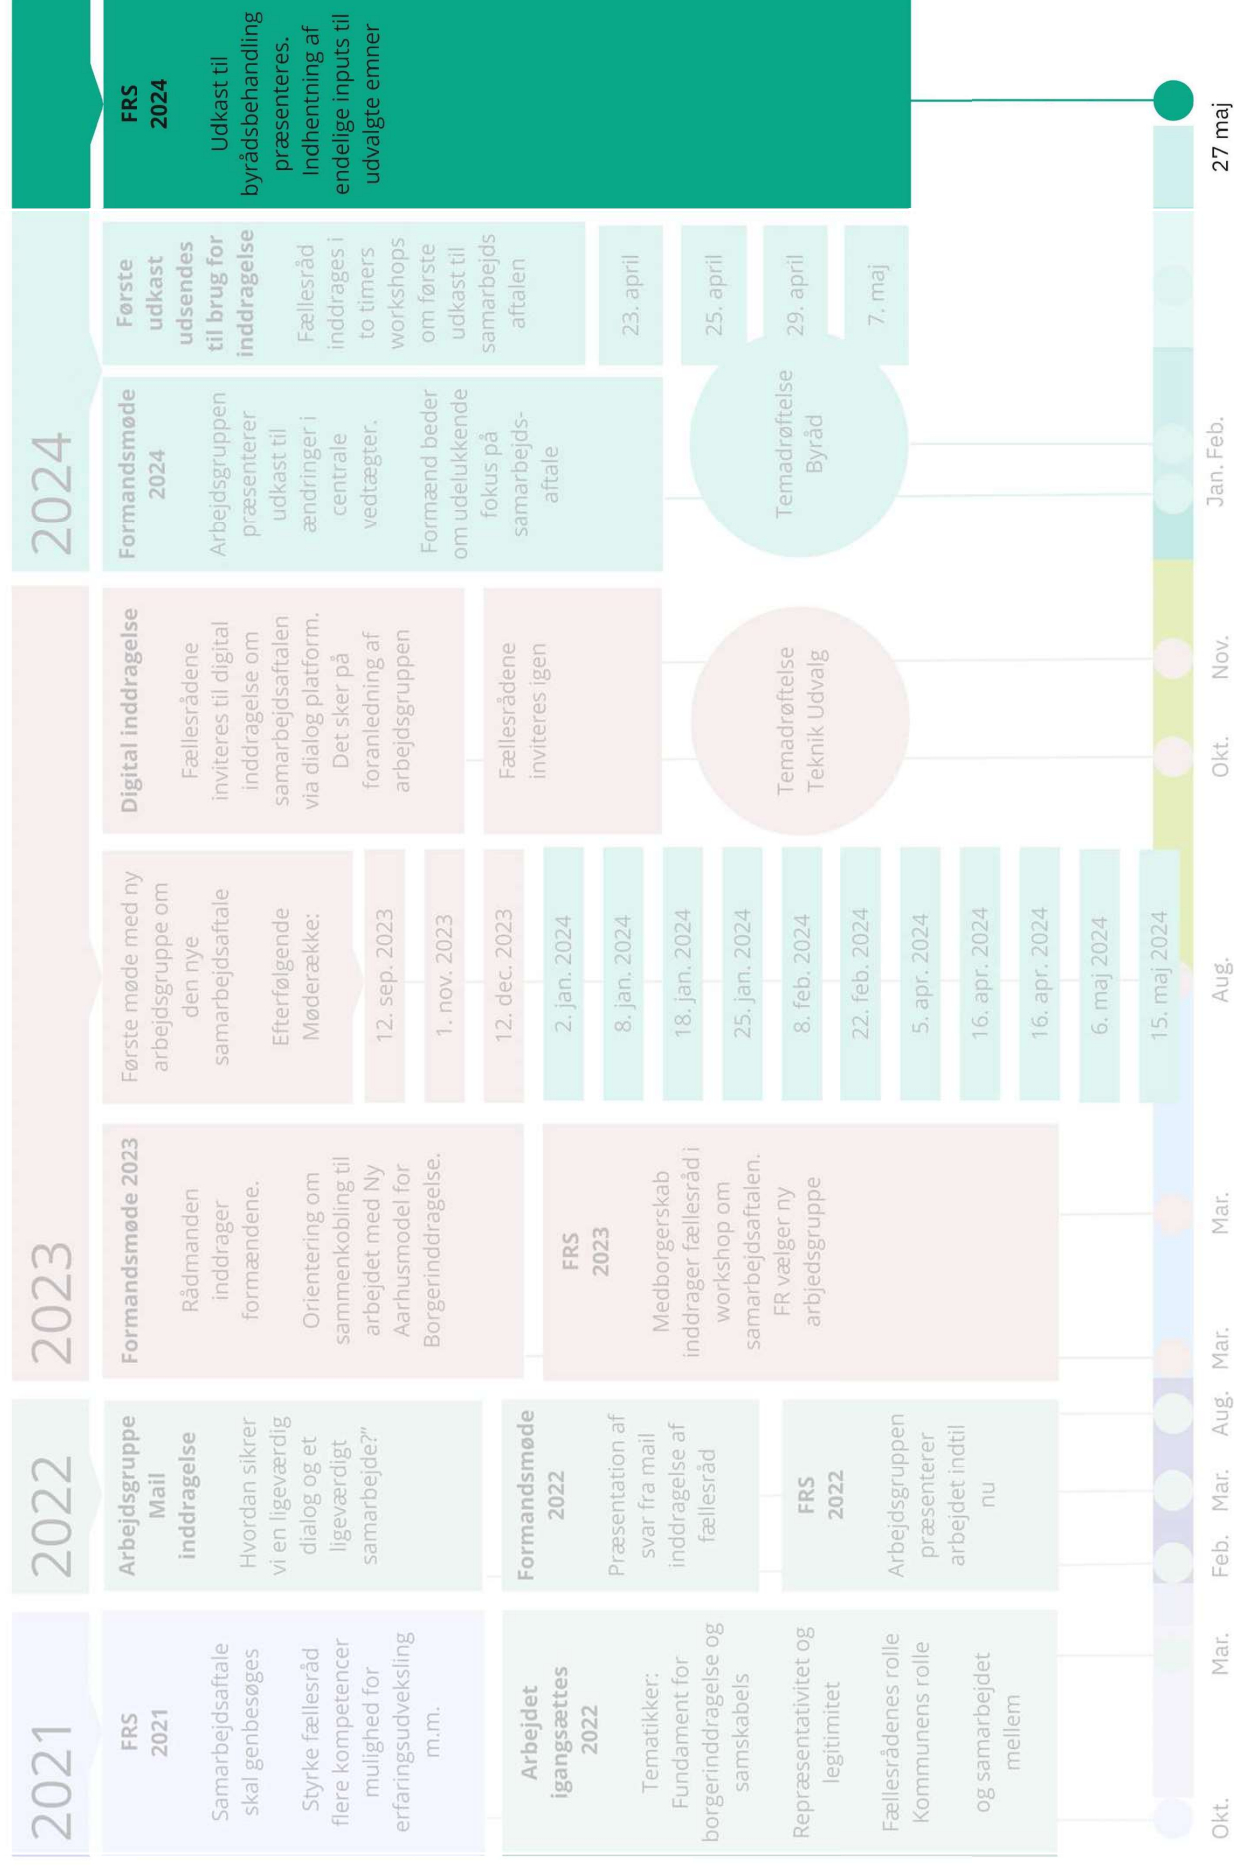 2021
FRS
2021
Samarbejdsaftale
skal genbesøges
Styrke fællesråd
flere kompetencer
mulighed for
erfaringsudveksling
m.m.
Arbejdet
igangsættes
2022
Tematikker:
Fundament for
borgerinddragelse og
samskabels
Repræsentativitet og
legitimitet
Fællesrådenes rolle
Kommunens rolle
og samarbejdet
mellem
2022
Arbejdsgruppe
Mail
inddragelse
Hvordan sikrer
vi en ligeværdig
dialog og et
ligeværdigt
samarbejde?”
Formandsmøde
2022
Præsentation af
svar fra mail
inddragelse af
fællesråd
FRS
2022
Arbejdsgruppen
præsenterer
arbejdet indtil
nu
2023
Formandsmøde 2023
Rådmanden
inddrager
formændene.
Orientering om
sammenkobling til
arbejdet med Ny
Aarhusmodel for
Borgerinddragelse.
FRS
2023
Medborgerskab
inddrager fællesråd i
workshop om
samarbejdsaftalen.
FR vælger ny
arbjedsgruppe
Første møde med ny
arbejdsgruppe om
den nye
samarbejdsaftale
Efterfølgende
Møderække:
12. sep. 2023
1. nov. 2023
12. dec. 2023
2. jan. 2024
8. jan. 2024
18. jan. 2024
25. jan. 2024
8. feb. 2024
22. feb. 2024
5. apr. 2024
16. apr. 2024
16. apr. 2024
6. maj 2024
15. maj 2024
Digital inddragelse
Fællesrådene
inviteres til digital
inddragelse om
samarbejdsaftalen
via dialog platform.
Det sker på
foranledning af
arbejdsgruppen
Fællesrådene
inviteres igen
Temadrøftelse
Teknik Udvalg
2024
Formandsmøde
2024
Arbejdsgruppen
præsenterer
udkast til
ændringer i
centrale
vedtægter.
Formænd beder
om udelukkende
fokus på
samarbejds-
aftale
Temadrøftelse
Byråd
Første
udkast
udsendes
til brug for
inddragelse
Fællesråd
inddrages i
to timers
workshops
om første
udkast til
samarbejds
aftalen
23. april
25. april
29. april
7. maj
FRS
2024
Udkast til
byrådsbehandling
præsenteres.
Indhentning af
endelige inputs til
udvalgte emner
Okt. Mar. Feb. Mar. Aug. Mar. Mar. Aug. Okt. Nov. Jan. Feb. 27 maj